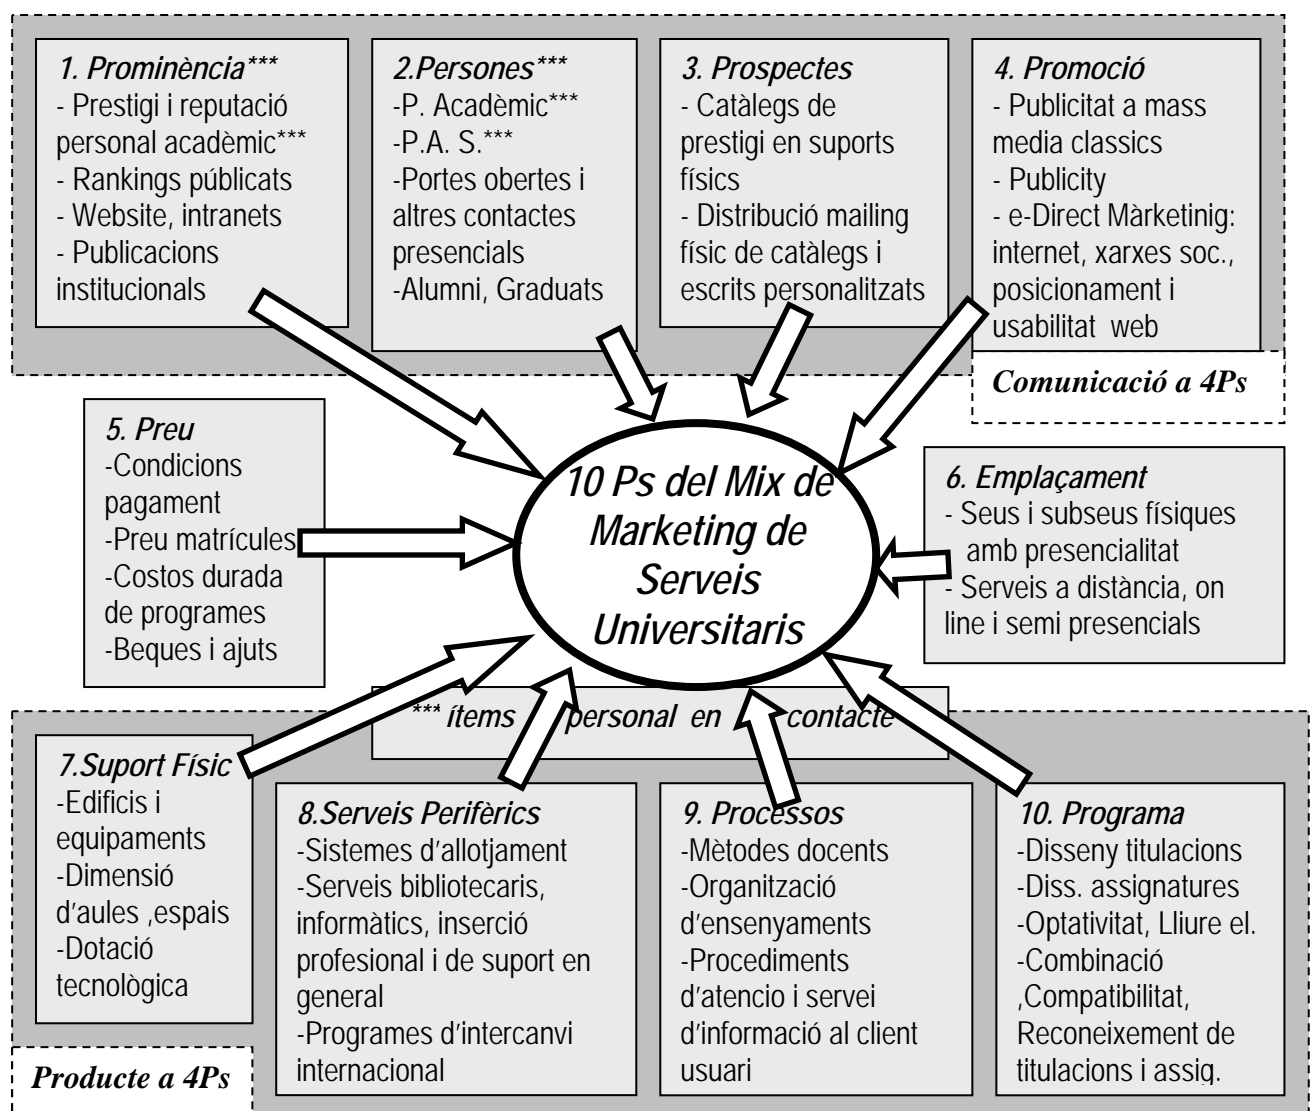 1. Prominència***
- Prestigi i reputació
personal acadèmic***
- Rankings públicats
- Website, intranets
- Publicacions
institucionals
2.Persones***
-P. Acadèmic***
-P.A. S.***
-Portes obertes i
altres contactes
presencials
-Alumni, Graduats
3. Prospectes
- Catàlegs de
prestigi en suports
físics
- Distribució mailing
físic de catàlegs i
escrits personalitzats
4. Promoció
- Publicitat a mass
media classics
- Publicity
- e-Direct Màrketinig:
internet, xarxes soc.,
posicionament i
usabilitat web
Comunicació a 4Ps
5. Preu
-Condicions
pagament
-Preu matrícules
-Costos durada
de programes
-Beques i ajuts
10 Ps del Mix de
Marketing de
Serveis
Universitaris
6. Emplaçament
- Seus i subseus físiques
amb presencialitat
- Serveis a distància, on
line i semi presencials
*** ítems personal en contacte
7.Suport Físic
-Edificis i
equipaments
-Dimensió
d'aules ,espais
-Dotació
tecnològica
8.Serveis Perifèrics
-Sistemes d'allotjament
-Serveis bibliotecaris,
informàtics, inserció
profesional i de suport en
general
-Programes d'intercanvi
internacional
9. Processos
-Mètodes docents
-Organització
d'ensenyaments
-Procediments
d'atencio i servei
d'informació al client
usuari
10. Programa
-Disseny titulacions
-Diss. assignatures
-Optativitat, Lliure el.
-Combinació
,Compatibilitat,
Reconeixement de
titulacions i assig.
Producte a 4Ps